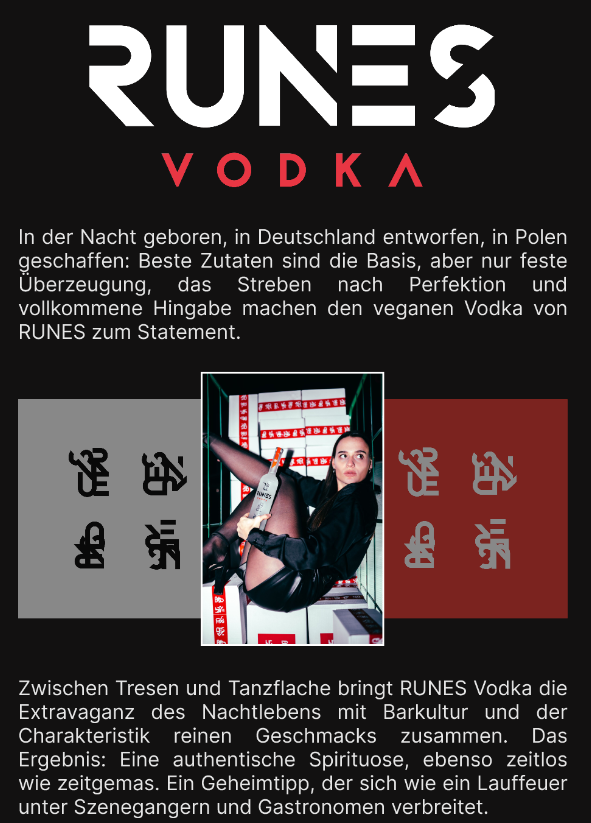 RUNES
VODKA
In der Nacht geboren, in Deutschland entworfen, in Polen
geschaffen: Beste Zutaten sind die Basis, aber nur feste
Überzeugung, das Streben nach Perfektion und
vollkommene Hingabe machen den veganen Vodka von
RUNES zum Statement.
RUNES
Zwischen Tresen und Tanzflache bringt RUNES Vodka die
Extravaganz des Nachtlebens mit Barkultur und der
Charakteristik reinen Geschmacks zusammen. Das
Ergebnis: Eine authentische Spirituose, ebenso zeitlos
wie zeitgemas. Ein Geheimtipp, der sich wie ein Lauffeuer
unter Szenegangern und Gastronomen verbreitet.